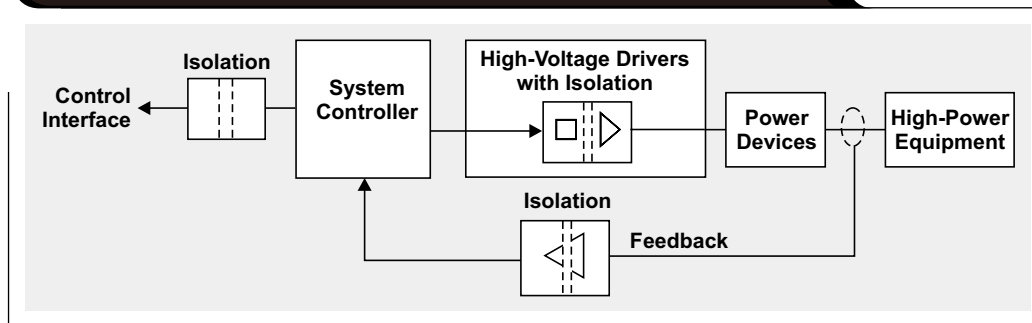 Isolation
Control
Interface
System
Controller
High-Voltage Drivers
with Isolation
Power
Devices
High-Power
Equipment
Isolation
Feedback